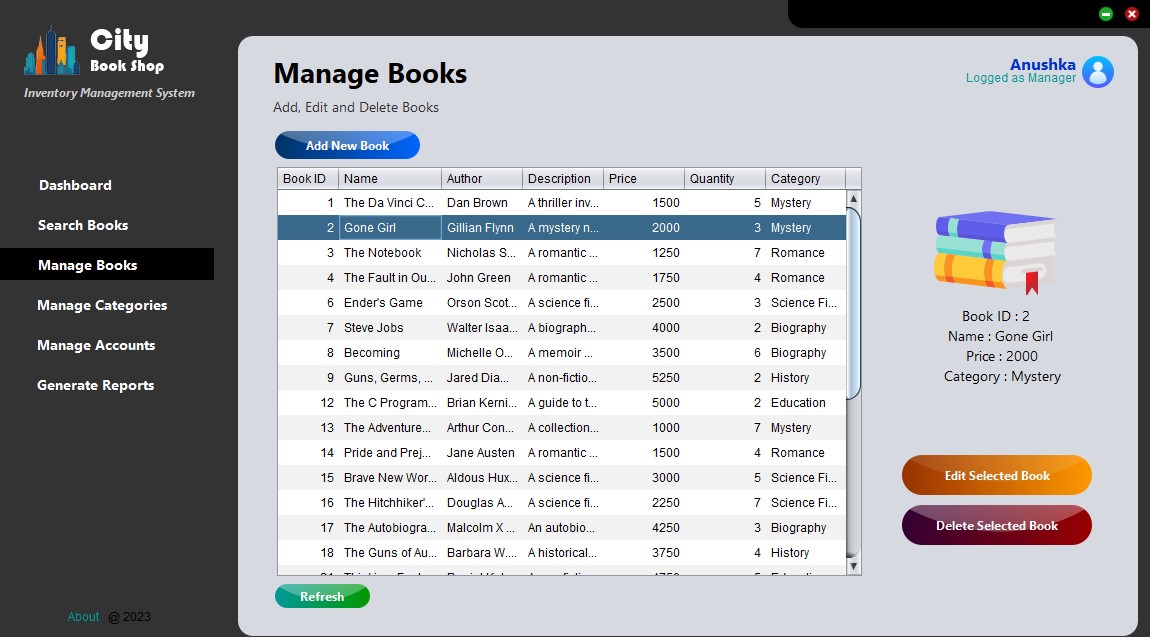 City
Book Shop
Inventory Management System
Dashboard
Search Books
Manage Books
Manage Categories
Manage Accounts
Generate Reports
About @ 2023
Manage Books
Add, Edit and Delete Books
Anushka
Logged as Manager
Add New Book
Book ID Name Author Description Price Quantity Category
1 The Da Vinci C... Dan Brown A thriller inv... 1500 5 Mystery
2 Gone Girl Gillian Flynn A mystery n... 2000 3 Mystery
3 The Notebook Nicholas S... A romantic ... 1250 7 Romance
4 The Fault in Ou... John Green A romantic ... 1750 4 Romance
6 Ender's Game Orson Scot... A science fi... 2500 3 Science Fi...
7 Steve Jobs Walter Isaa... A biograph... 4000 2 Biography
8 Becoming Michelle O... A memoir ... 3500 6 Biography
9 Guns, Germs, ... Jared Dia... A non-fictio... 5250 2 History
12 The C Program... Brian Kerni... A guide to t... 5000 2 Education
13 The Adventure... Arthur Con... A collection... 1000 7 Mystery
14 Pride and Prej... Jane Austen A romantic ... 1500 4 Romance
15 Brave New Wor... Aldous Hux... A science fi... 3000 5 Science Fi...
16 The Hitchhiker'... Douglas A... A science fi... 2250 7 Science Fi...
17 The Autobiogra... Malcolm X ... An autobio... 4250 3 Biography
18 The Guns of Au... Barbara W.... A historical... 3750 4 History
Refresh
Book ID : 2
Name : Gone Girl
Price : 2000
Category : Mystery
Edit Selected Book
Delete Selected Book